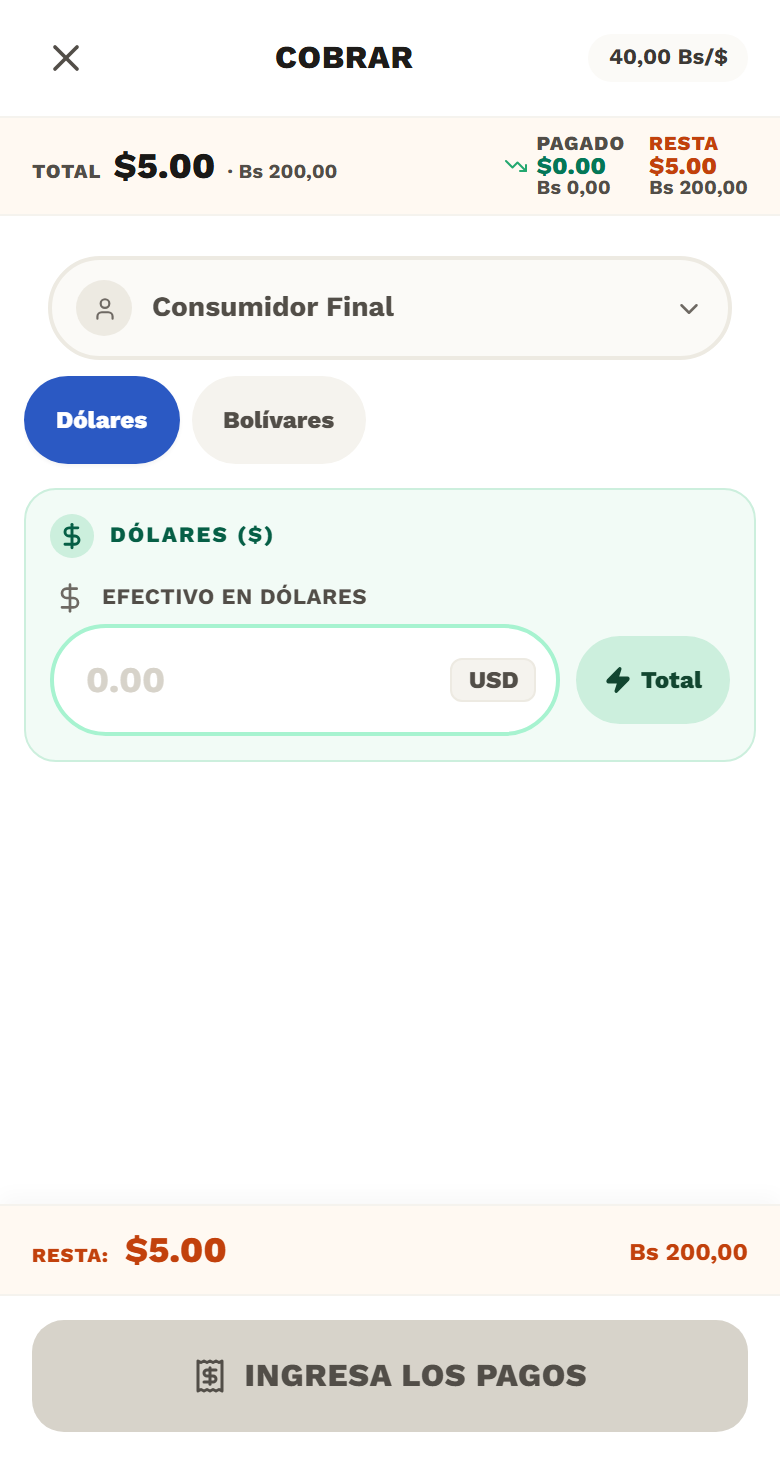 COBRAR
40,00 Bs/$
TOTAL $5.00 · Bs 200,00
PAGADO
$0.00
Bs 0,00
RESTA
$5.00
Bs 200,00
Consumidor Final
Dólares
Bolívares
DÓLARES ($)
EFECTIVO EN DÓLARES
0.00
USD
Total
RESTA: $5.00
Bs 200,00
INGRESA LOS PAGOS